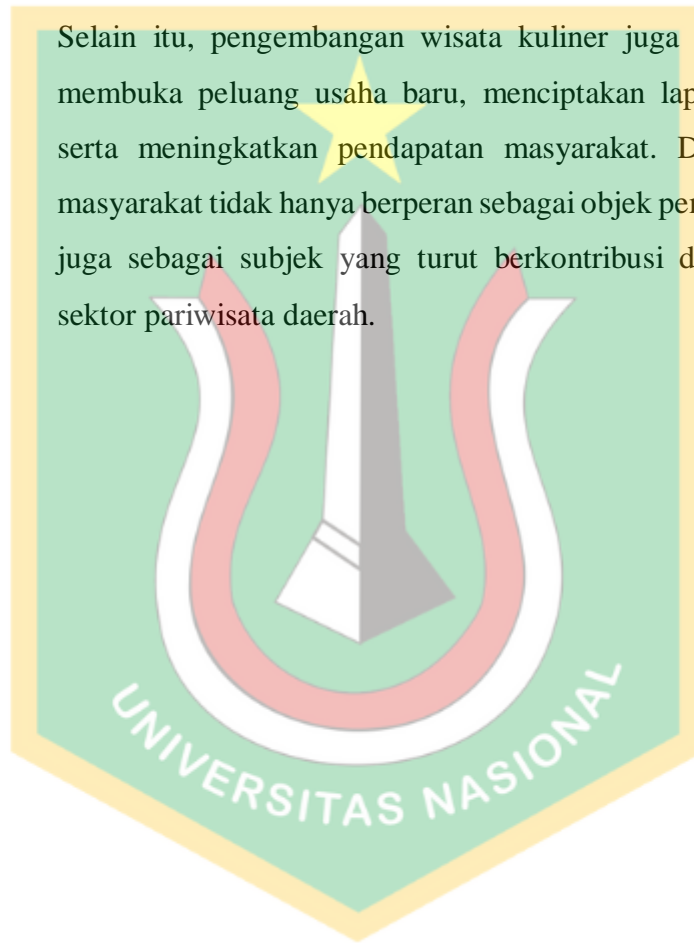 Selain itu, pengembangan wisata kuliner juga
membuka peluang usaha baru, menciptakan
serta meningkatkan pendapatan masyarakat.
masyarakat tidak hanya berperan sebagai objek
juga sebagai subjek yang turut berkontribusi
sektor pariwisata daerah.
UNIVERSITAS NASIONAL